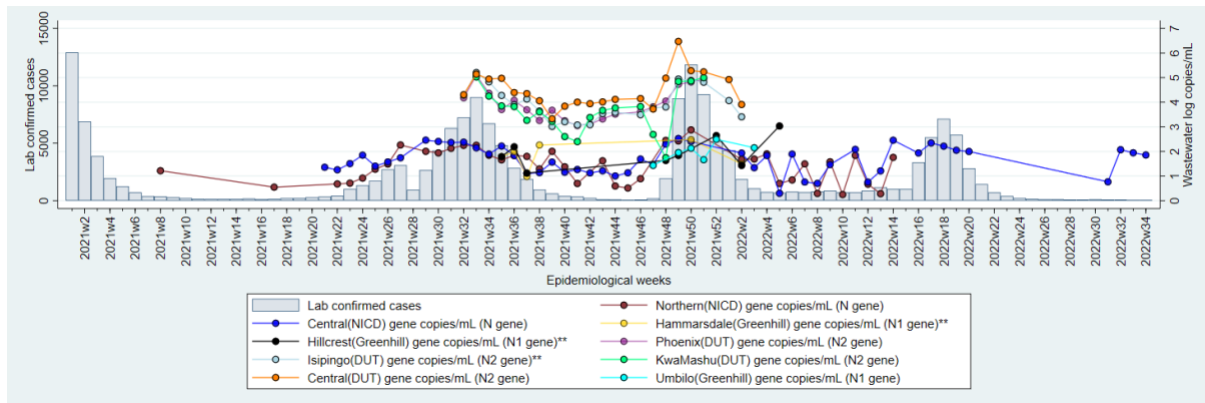 15000
10000
5000
0
Lab confirmed cases
7
6
5
4
3
2
1
0
Wastewater log copies/mL
2021w2
2021w4
2021w6
2021w8
2021w10
2021w12
2021w14
2021w16
2021w18
2021w20
2021w22
2021w24
2021w26
2021w28
2021w30
2021w32
2021w34
2021w36
2021w38
2021w40
2021w42
2021w44
2021w46
2021w48
2021w50
2021w52
2022w2
2022w4
2022w6
2022w8
2022w10
2022w12
2022w14
2022w16
2022w18
2022w20
2022w22
2022w24
2022w26
2022w28
2022w30
2022w32
2022w34
Epidemiological weeks
Lab confirmed cases
Northern(NICD) gene copies/mL (N gene)
Central(NICD) gene copies/mL (N gene)
Hammarsdale(Greenhill) gene copies/mL (N1 gene)**
Hillcrest(Greenhill) gene copies/mL (N1 gene)**
Phoenix(DUT) gene copies/mL (N2 gene)
Isipingo(DUT) gene copies/mL (N2 gene)**
KwaMashu(DUT) gene copies/mL (N2 gene)
Central(DUT) gene copies/mL (N2 gene)
Umbilo(Greenhill) gene copies/mL (N1 gene)